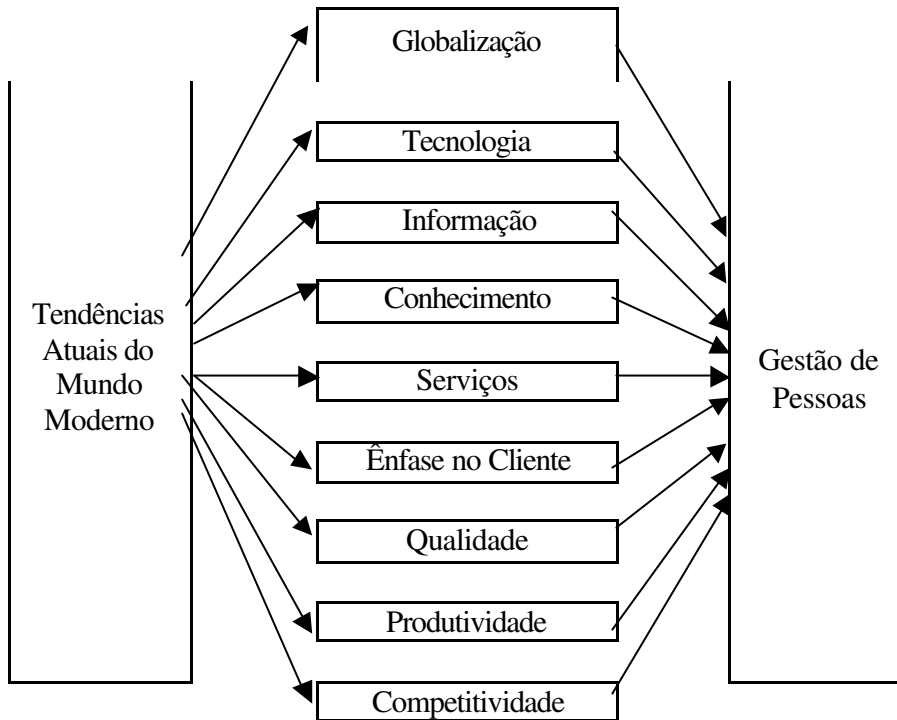 Globalização
Tecnologia
Informação
Conhecimento
Serviços
Ênfase no Cliente
Qualidade
Produtividade
Competitividade
Tendências
Atuais do
Mundo
Moderno
Gestão de
Pessoas